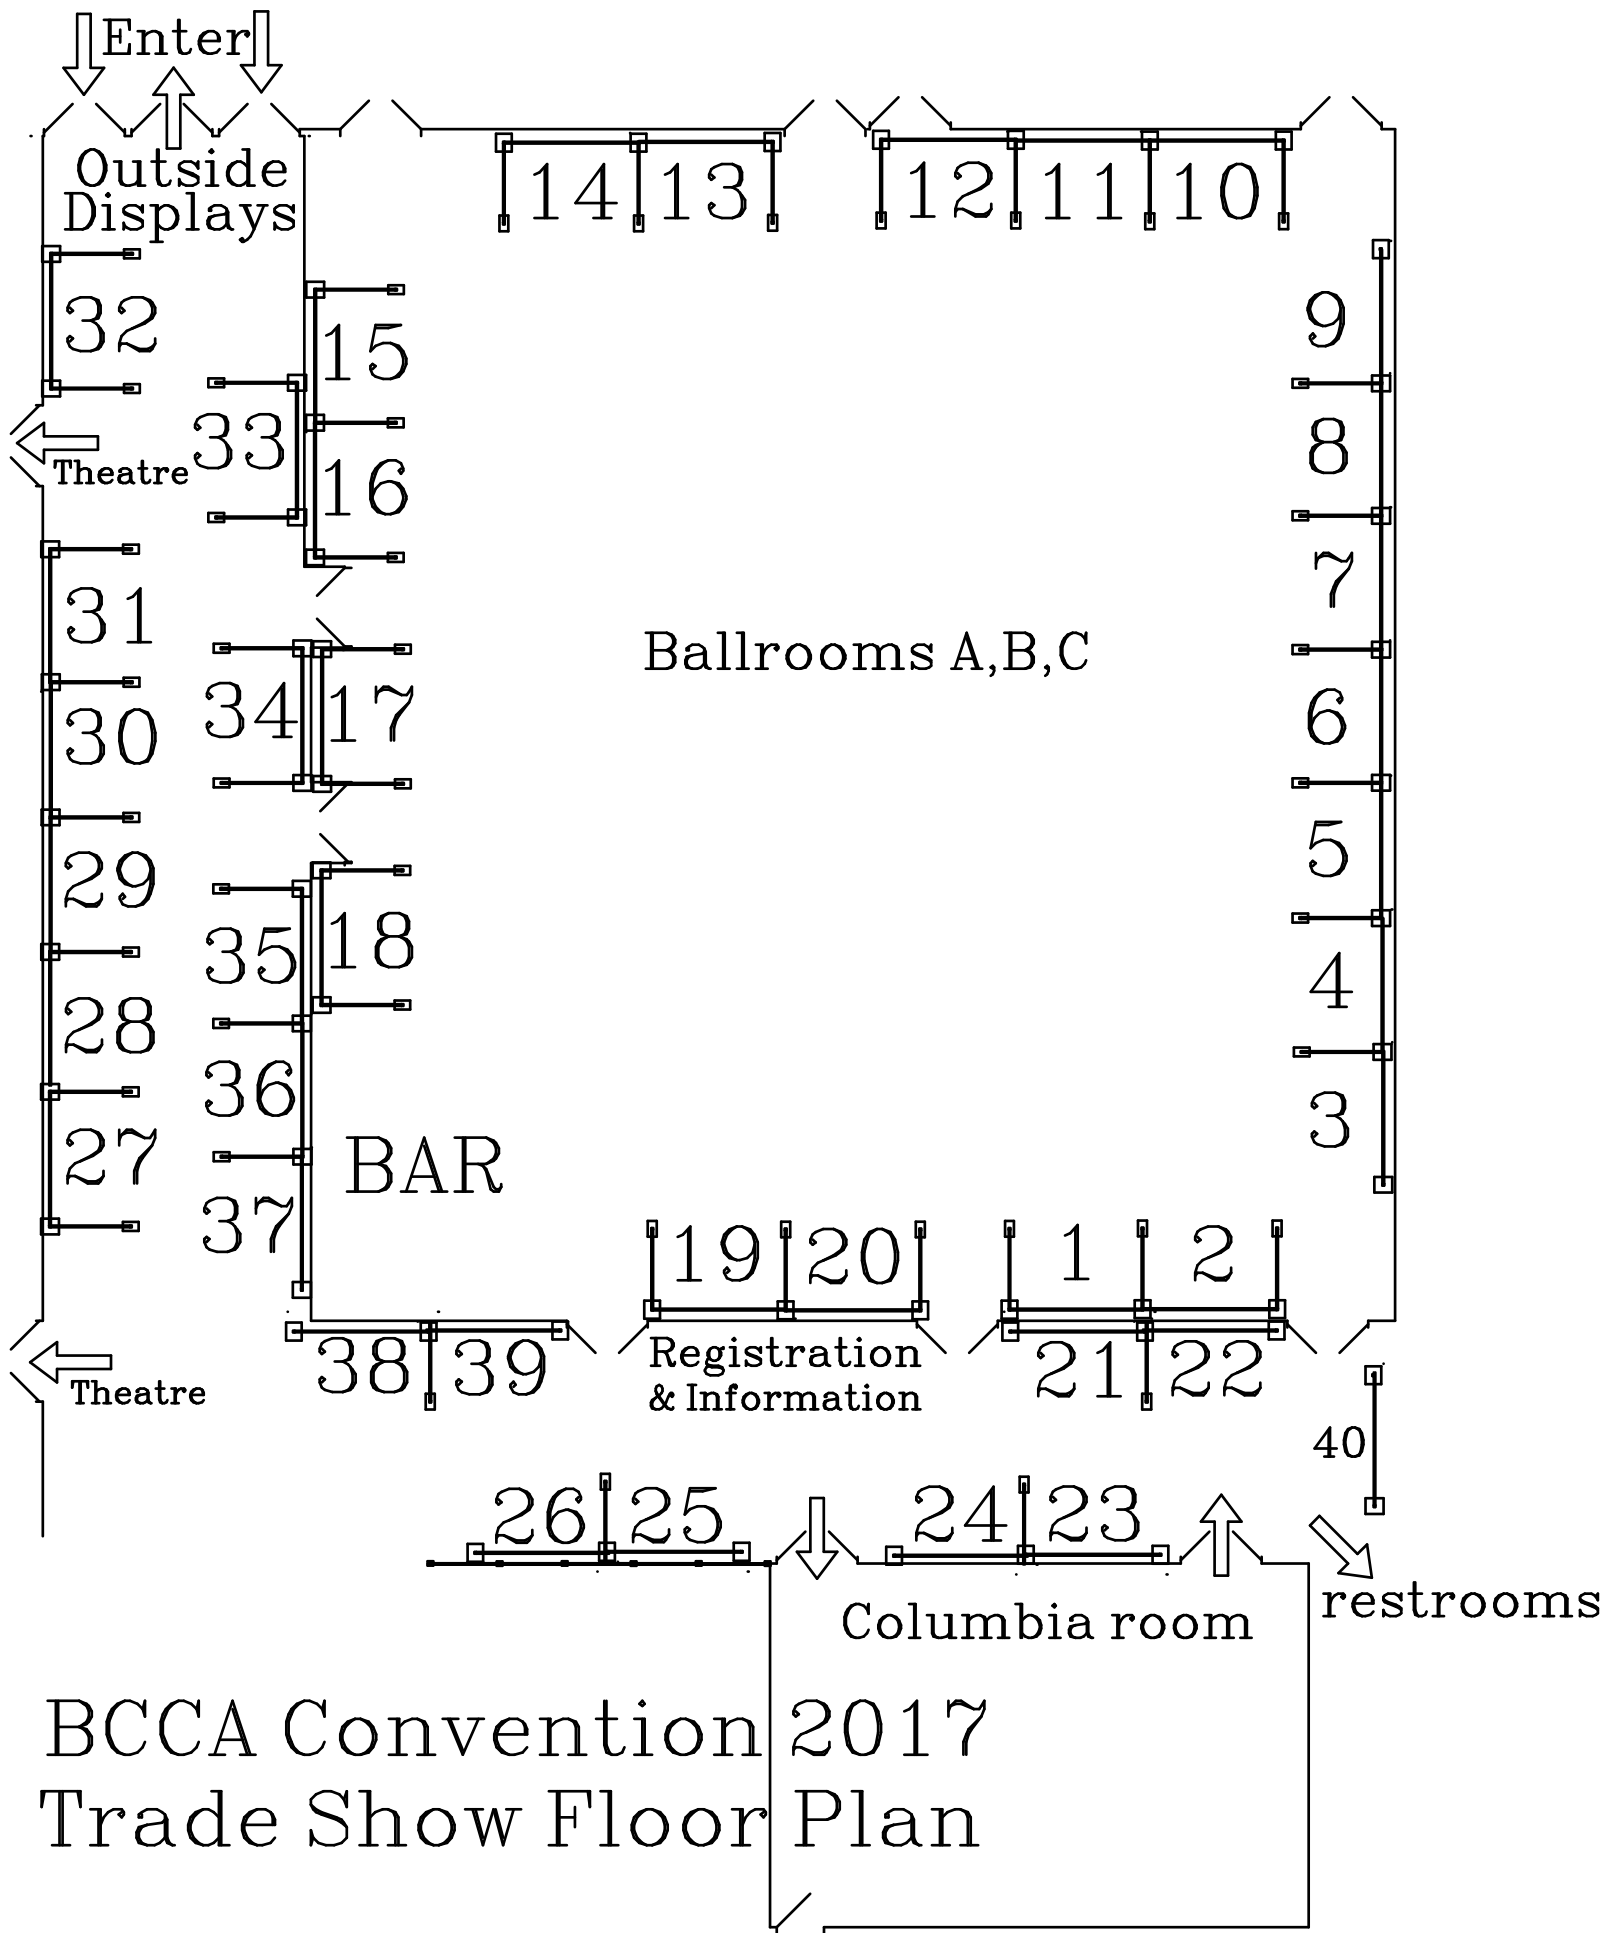 Enter
Outside
Displays
14 13 12 11 10
32
15
9
33
Theatre
16
8
31
7
Ballrooms A,B,C
30
34 17
6
29
5
35 18
28
4
36
3
27
BAR
37
19 20 1 2
Theatre
38 39
Registration
& Information
21 22
40
26 25
24 23
Columbia room
restrooms
BCCA Convention 2017
Trade Show Floor Plan